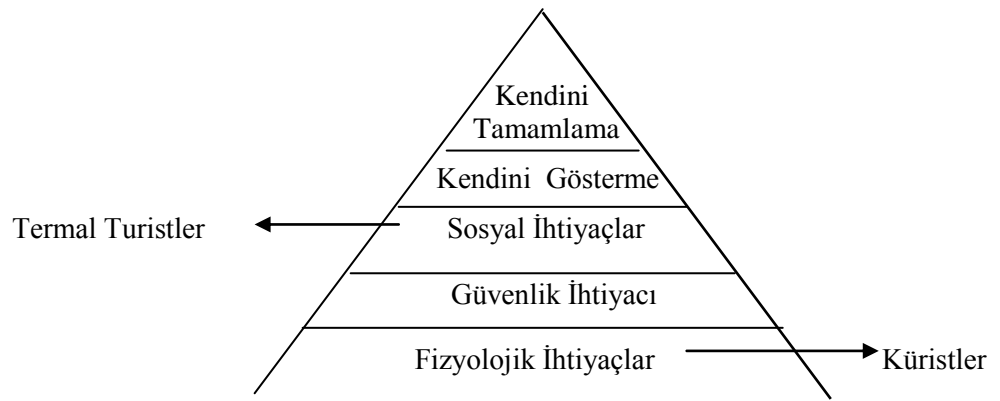 Kendini
Tamamlama
Kendini Gösterme
Termal Turistler
Sosyal İhtiyaçlar
Güvenlik İhtiyacı
Fizyolojik İhtiyaçlar
Küristler